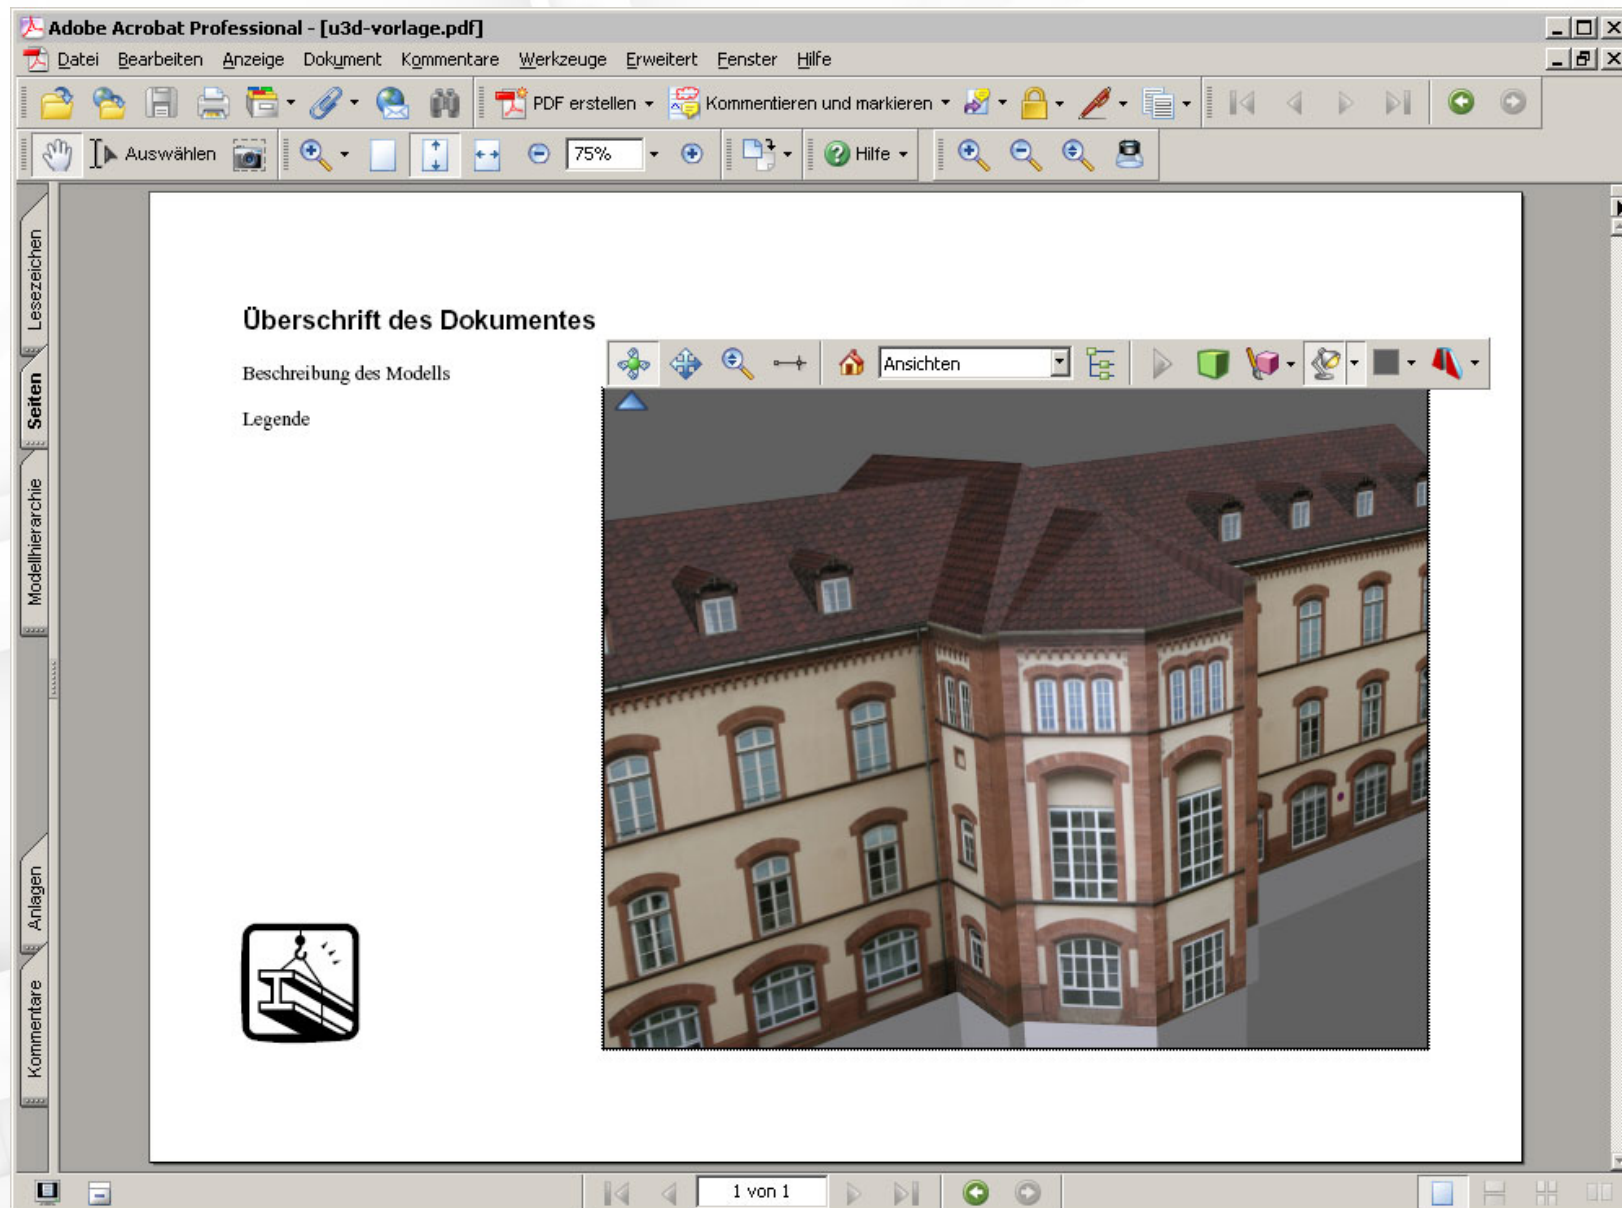 Adobe Acrobat Professional - [u3d-vorlage.pdf]
Datei Bearbeiten Anzeige Dokument Kommentare Werkzeuge Erweitert Fenster Hilfe
PDF erstellen Kommentieren und markieren
Auswählen 75% Hilfe
Lesezeichen
Seiten
Modellhierarchie
Anlagen
Kommentare
Überschrift des Dokumentes
Beschreibung des Modells
Legende
Ansichten
1 von 1